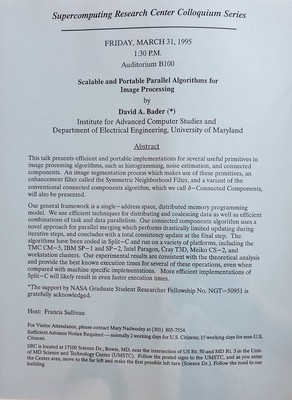 Supercomputing Research Center Colloquium Series
FRIDAY, MARCH 31, 1995
1:30 P.M.
Auditorium B100
Scalable and Portable Parallel Algorithms for
Image Processing
by
David A. Bader (*)
Institute for Advanced Computer Studies and
Department of Electrical Engineering, University of Maryland
Abstract
This talk presents efficient and portable implementations for several useful primitives in
image processing algorithms, such as histogramming, noise estimation, and connected
components. An image segmentation process which makes use of these primitives, an
enhancement filter called the Symmetric Neighborhood Filter, and a variant of the
conventional connected components algorithm, which we call δ-Connected Components,
will also be presented.
Our general framework is a single-address space, distributed memory programming
model. We use efficient techniques for distributing and coalescing data as well as efficient
combinations of task and data parallelism. Our connected components algorithm uses a
novel approach for parallel merging which performs drastically limited updating during
iterative steps, and concludes with a total consistency update at the final step. The
algorithms have been coded in Split-C and run on a variety of platforms, including the
TMC CM-5, IBM SP-1 and SP-2, Intel Paragon, Cray T3D, Meiko CS-2, and
workstation clusters. Our experimental results are consistent with the theoretical analysis
and provide the best known execution times for several of these operations, even when
compared with machine specific implementations. More efficient implementations of
Split-C will likely result in even faster execution times.
*The support by NASA Graduate Student Researcher Fellowship No. NGT-50951 is
gratefully acknowledged.
Host: Francis Sullivan
For Visitor Attendance, please contact Mary Nadwodny at (301) 805-7554.
Sufficient Advance Notice Required — normally 2 working days for U.S. Citizens; 15 working days for non-U.S.
Citizens.
SRC is located at 17100 Science Dr., Bowie, MD, near the intersection of US Rt. 50 and MD Rt. 3 in the Univ.
of MD Science and Technology Center (UMSTC). Follow the posted signs to the UMSTC, and as you enter
the Center area, move to the far left and make the first possible left turn (Science Dr.). Follow the road to our
building.